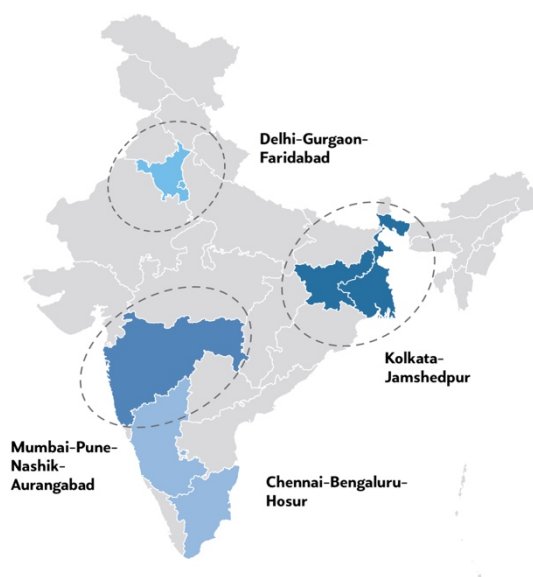 Delhi-Gurgaon-
Faridabad
Kolkata-
Jamshedpur
Mumbai-Pune-
Nashik-
Aurangabad
Chennai-Bengaluru-
Hosur